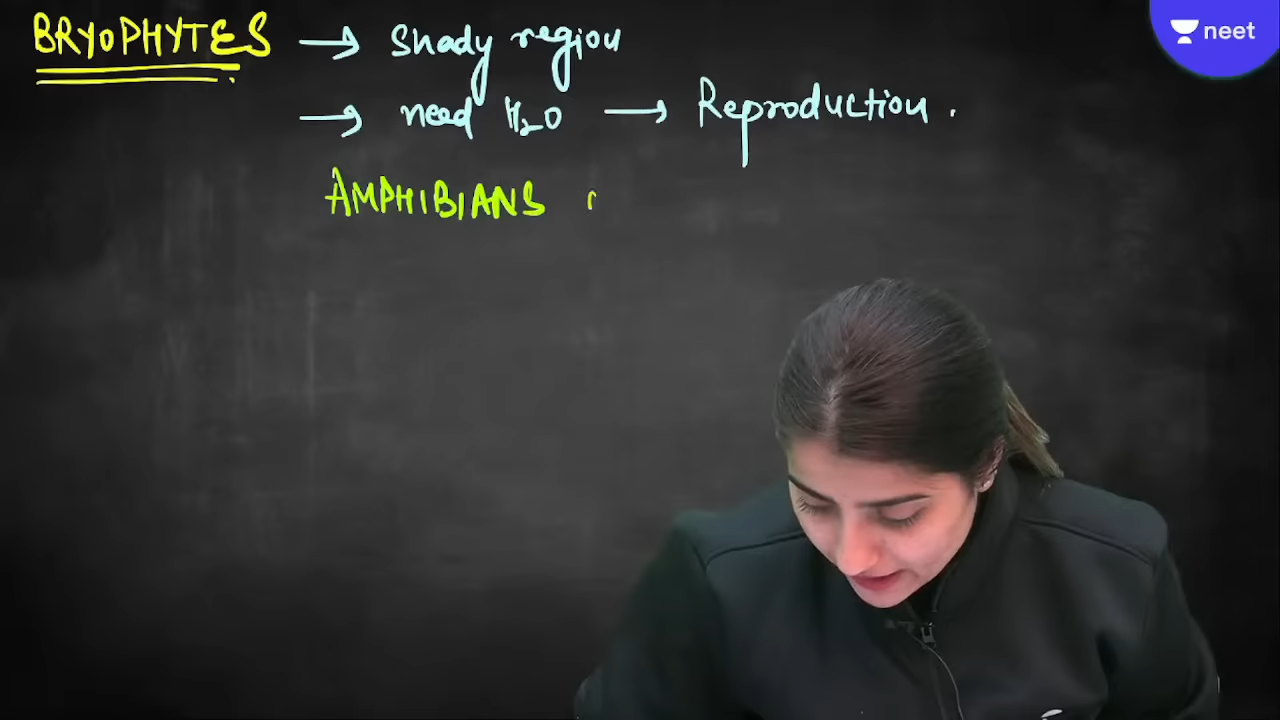 BRYOPHYTES → Shady region
neet
→ need H₂O → Reproduction.
AMPHIBIANS